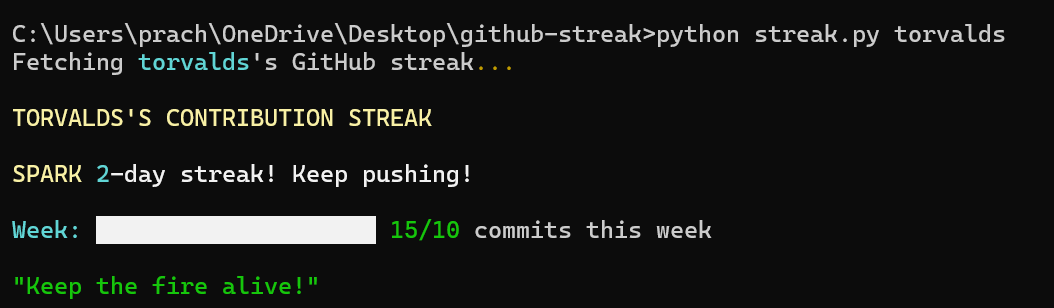 C:\Users\prach\OneDrive\Desktop\github-streak>python streak.py torvalds
Fetching torvalds's GitHub streak...
TORVALDS'S CONTRIBUTION STREAK
SPARK 2-day streak! Keep pushing!
Week: 15/10 commits this week
"Keep the fire alive!"